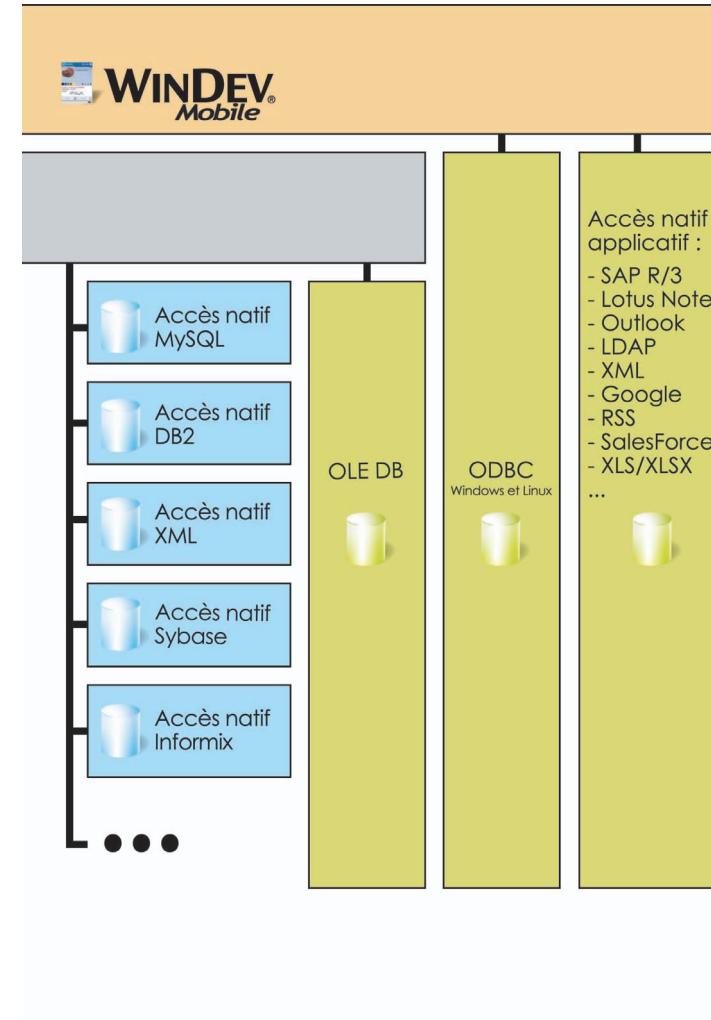 WINDEV®
Mobile
Accès natif
MySQL
Accès natif
DB2
Accès natif
XML
Accès natif
Sybase
Accès natif
Informix
OLE DB
ODBC
Windows et Linux
Accès natif
applicatif :
- SAP R/3
- Lotus Note
- Outlook
- LDAP
- XML
- Google
- RSS
- SalesForce
- XLS/XLSX
...